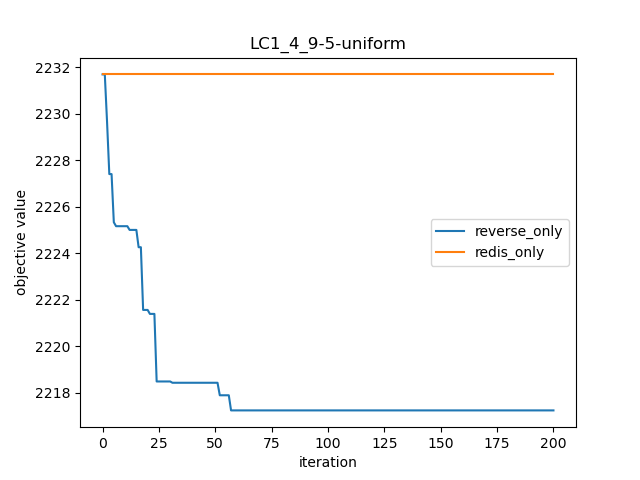 LC1_4_9-5-uniform
objective value
2232
2230
2228
2226
2224
2222
2220
2218
reverse_only
redis_only
0 25 50 75 100 125 150 175 200
iteration